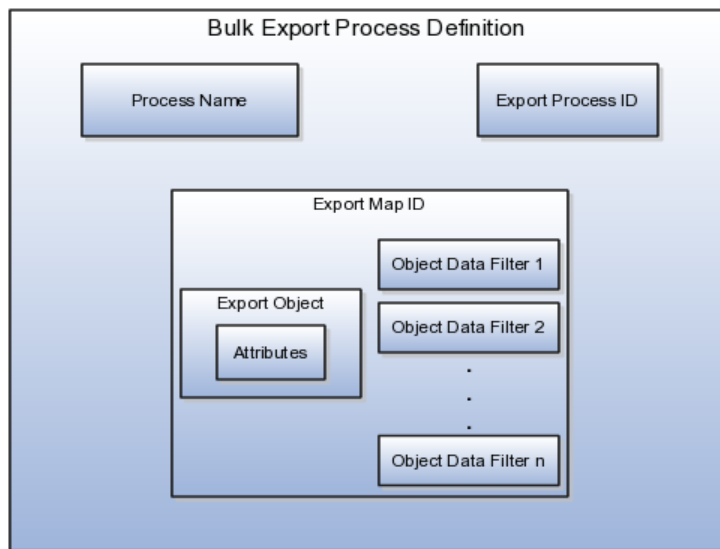 Bulk Export Process Definition
Process Name
Export Process ID
Export Map ID
Object Data Filter 1
Export Object
Object Data Filter 2
Attributes
.
.
.
Object Data Filter n